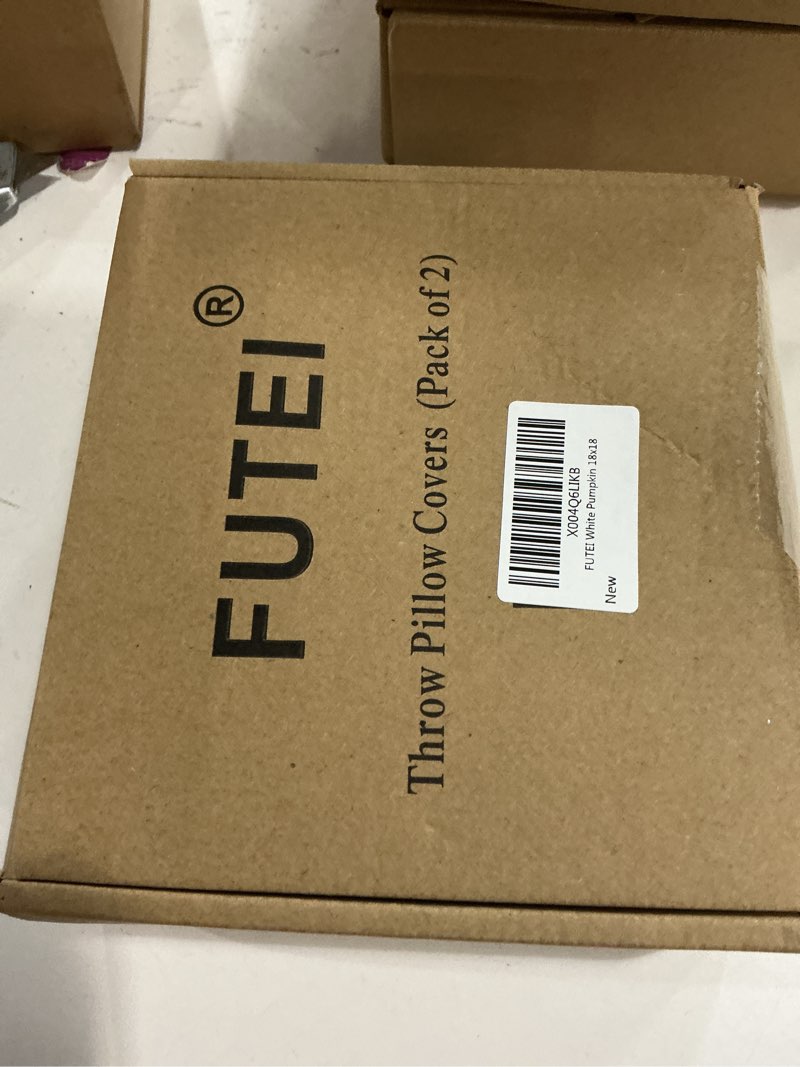 FUTEI®
Throw Pillow Covers (Pack of 2)
X004Q6LIKB
FUTEI White Pumpkin 18x18
New